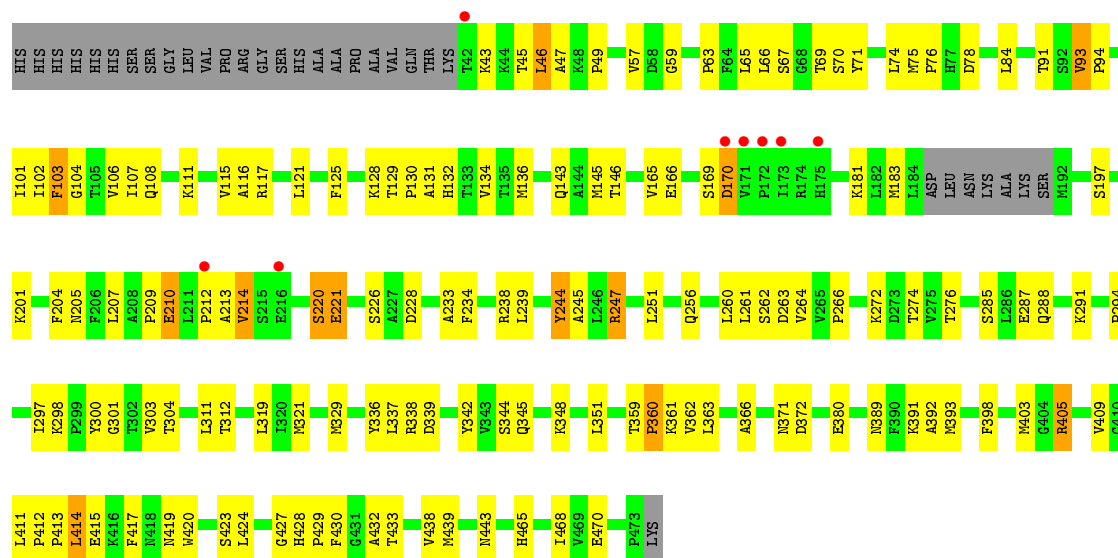 HIS HIS HIS HIS HIS HIS SER SER GLY LEU VAL PRO ARG GLY SER HIS ALA ALA PRO ALA VAL GLN THR LYS T42 K43 K44 T45 L46 A47 K48 P49 V57 D58 G59 P63 F64 L65 L66 S67 G68 T69 S70 Y71 L74 M75 P76 H77 D78 L84 T91 S92 V93 P94
I101 I102 F103 G104 T105 V106 I107 Q108 K111 V115 A116 R117 L121 F125 K128 T129 P130 A131 H132 T133 V134 T135 M136 Q143 A144 M145 T146 V165 E166 S169 D170 V171 P172 I173 R174 H175 K181 L182 M183 L184 ASP LEU ASN LYS ALA LYS SER M192 S197
K201 F204 N205 F206 L207 A208 P209 E210 L211 P212 A213 V214 S215 E216 S220 E221 S226 A227 D228 A233 F234 R238 L239 Y244 A245 L246 R247 L251 Q256 L260 L261 S262 D263 V264 V265 P266 K272 D273 T274 V275 T276 S285 L286 E287 Q288 K291 P294
I297 K298 P299 Y300 G301 T302 V303 T304 L311 T312 L319 I320 M321 M329 Y336 L337 R338 D339 Y342 V343 S344 Q345 K348 L351 T359 P360 K361 V362 L363 A366 N371 D372 E380 N389 F390 K391 A392 M393 F398 M403 G404 R405 V409 G410
L411 P412 P413 L414 E415 K416 F417 N418 N419 W420 S423 L424 G427 H428 P429 F430 G431 A432 T433 V438 M439 N443 H465 I468 V469 E470 P473 LYS